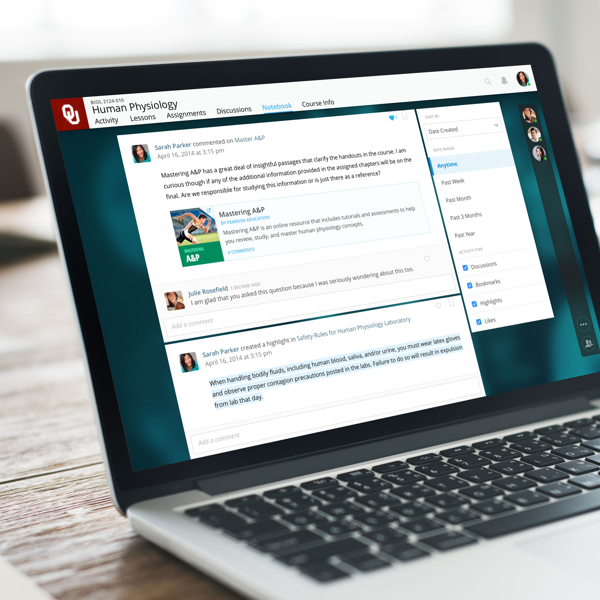 OU
BIOL 2124-010
Human Physiology
Activity Lessons Assignments Discussions Notebook Course Info
Sarah Parker commented on Master A&P
April 16, 2014 at 3:15 pm
Mastering A&P has a great deal of insightful passages that clarify the handouts in the course. I am
curious though if any of the additional information provided in the assigned chapters will be on the
final. Are we responsible for studying this information or is just there as a reference?
MASTERING
A&P
Mastering A&P
BY PEARSON EDUCATION
Mastering A&P is an online resource that includes tutorials and assessments to help
you review, study, and master human physiology concepts.
COMMENTS
Julie Rosefield 1 SECOND AGO
I am glad that you asked this question because I was seriously wondering about this too.
Add a comment
Sarah Parker created a highlight in Safety Rules for Human Physiology Laboratory
April 16, 2014 at 3:15 pm
When handling bodily fluids, including human blood, saliva, and/or urine, you must wear latex gloves
and observe proper contagion precautions posted in the labs. Failure to do so will result in expulsion
from lab that day.
Add a comment
SORT BY
Date Created
DATE RANGE
Anytime
Past Week
Past Month
Past 3 Months
Past Year
ACTIVITY TYPE
Discussions
Bookmarks
Highlights
Likes